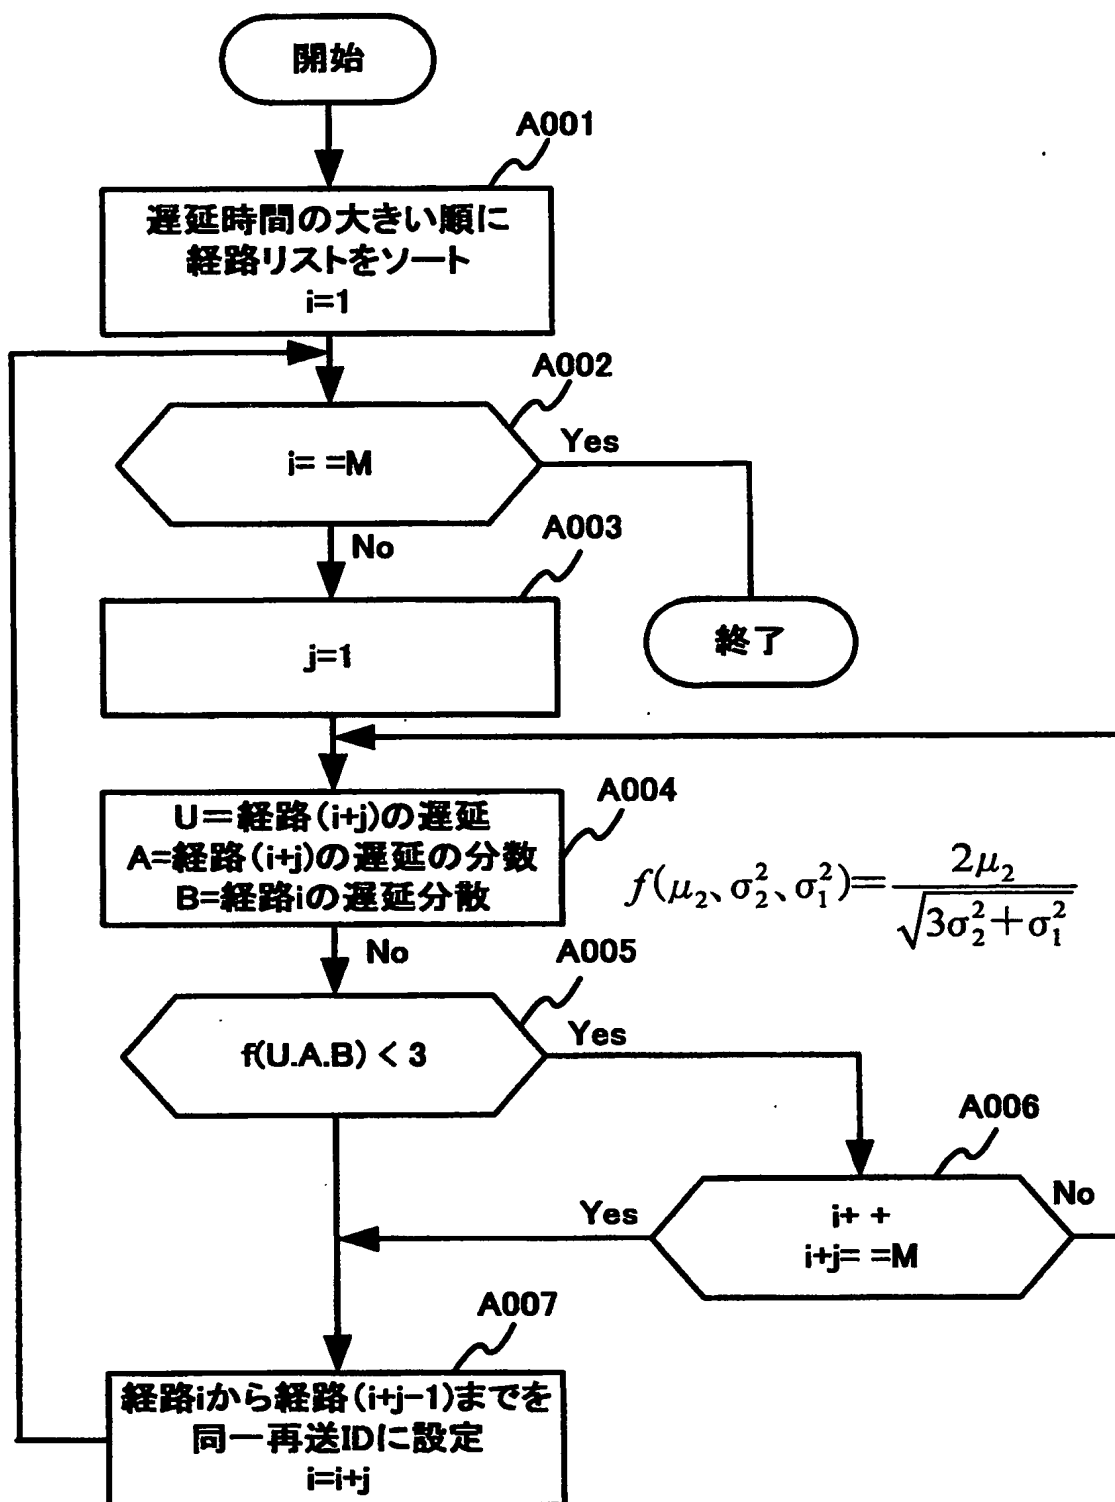 開始
A001
遅延時間の大きい順に
経路リストをソート
i=1
A002
i= =M
Yes
No
A003
j=1
終了
A004
U=経路(i+j)の遅延
A=経路(i+j)の遅延の分数
B=経路iの遅延分散
f(μ₂、σ₂²、σ₁²)=2μ₂/√(3σ₂²+σ₁²)
No
A005
f(U.A.B) < 3
Yes
A006
i+ +
i+j= =M
Yes
No
A007
経路iから経路(i+j-1)までを
同一再送IDに設定
i=i+j